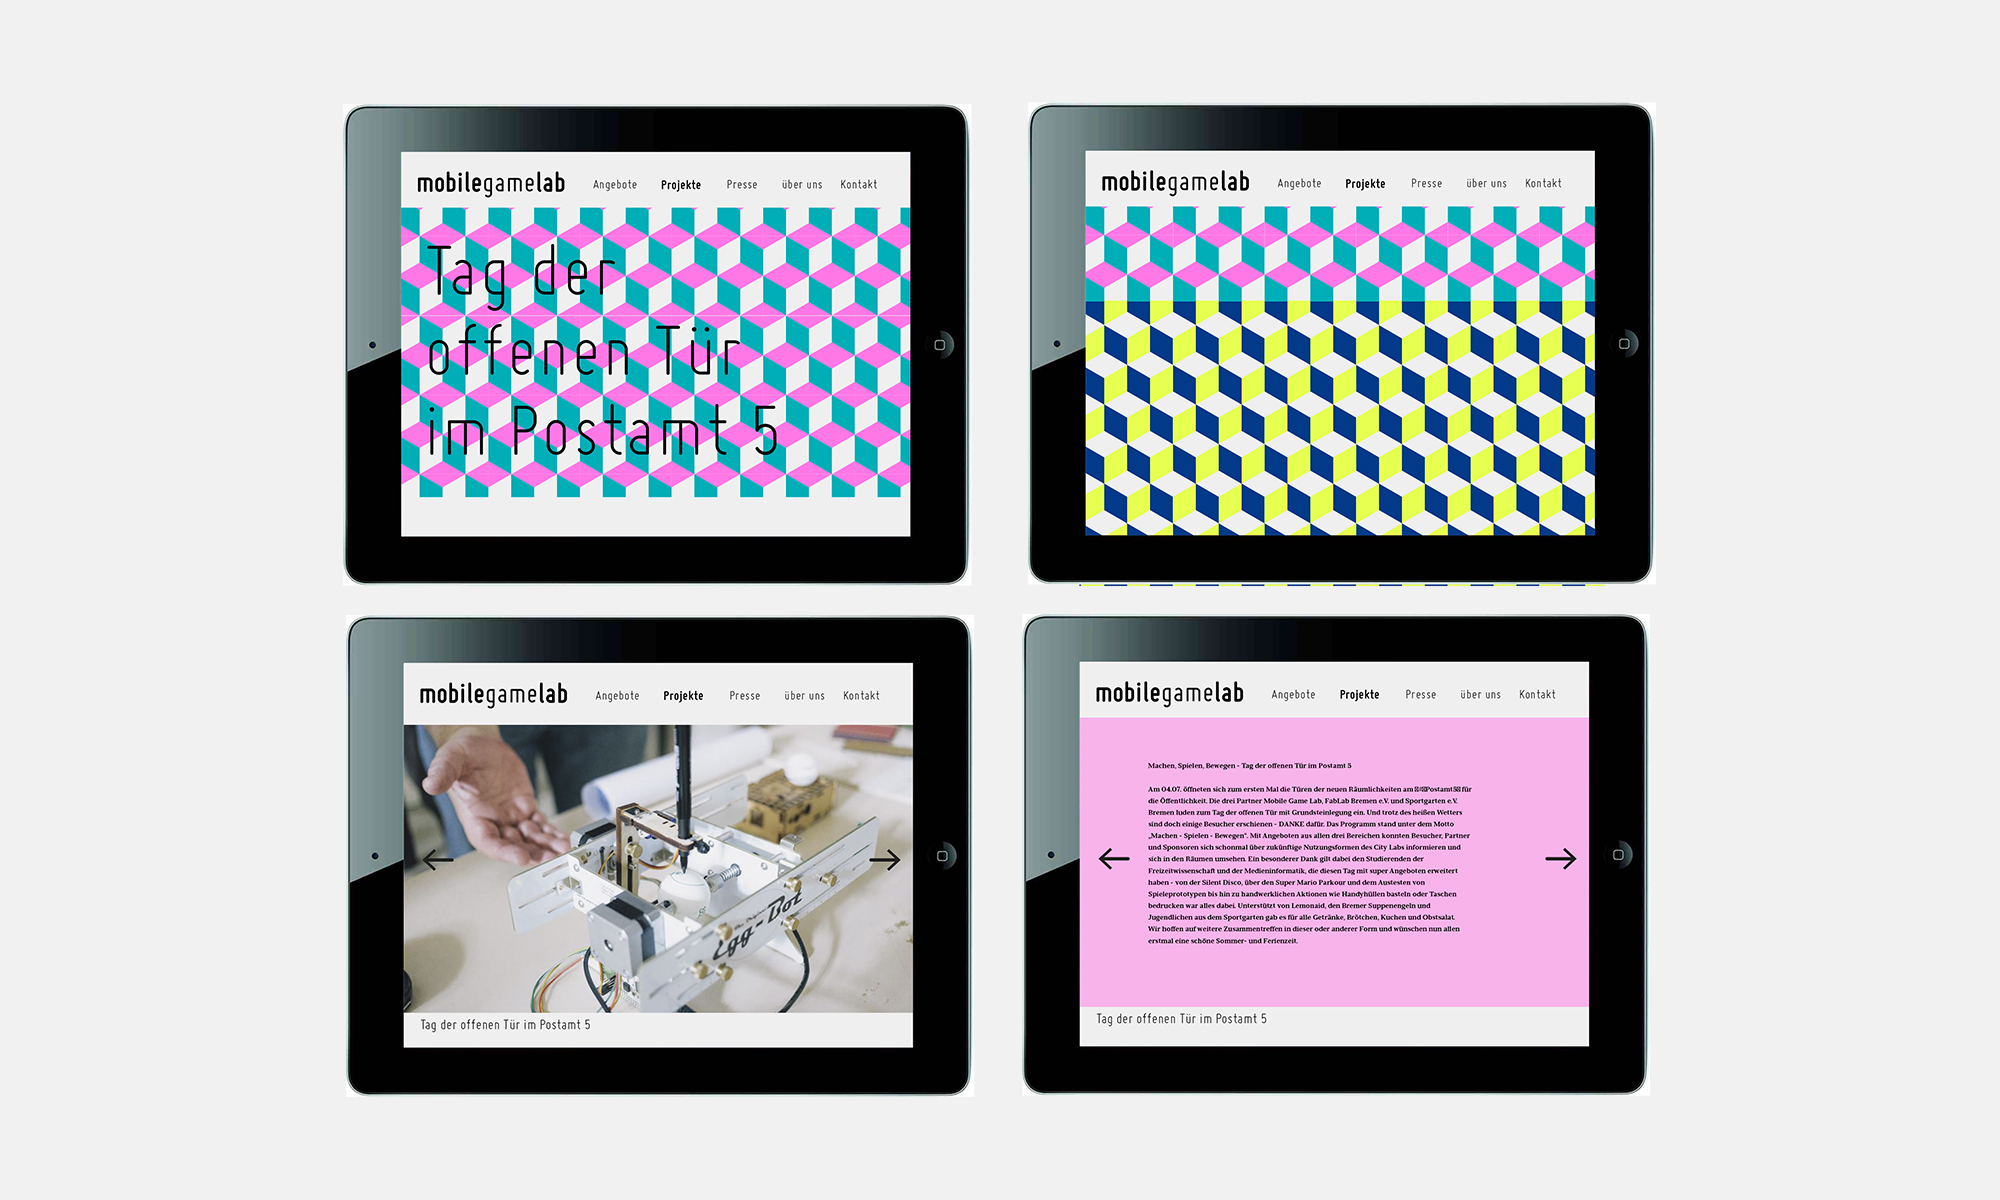 mobilegamelab Angebote Projekte Presse über uns Kontakt
Tag der
offenen Tür
im Postamt 5
mobilegamelab Angebote Projekte Presse über uns Kontakt
mobilegamelab Angebote Projekte Presse über uns Kontakt
Egg-Bot
Tag der offenen Tür im Postamt 5
mobilegamelab Angebote Projekte Presse über uns Kontakt
Machen, Spielen, Bewegen - Tag der offenen Tür im Postamt 5
Am 04.07. öffneten sich zum ersten Mal die Türen der neuen Räumlichkeiten am Postamt5 für
die Öffentlichkeit. Die drei Partner Mobile Game Lab, FabLab Bremen e.V. und Sportgarten e.V.
Bremen luden zum Tag der offenen Tür mit Grundsteinlegung ein. Und trotz des heißen Wetters
sind doch einige Besucher erschienen - DANKE dafür. Das Programm stand unter dem Motto
„Machen - Spielen - Bewegen". Mit Angeboten aus allen drei Bereichen konnten Besucher, Partner
und Sponsoren sich schonmal über zukünftige Nutzungsformen des City Labs informieren und
sich in den Räumen umsehen. Ein besonderer Dank gilt dabei den Studierenden der
Freizeitwissenschaft und der Medieninformatik, die diesen Tag mit super Angeboten erweitert
haben - von der Silent Disco, über den Super Mario Parkour und dem Austesten von
Spieleprototypen bis hin zu handwerklichen Aktionen wie Handyhüllen basteln oder Taschen
bedrucken war alles dabei. Unterstützt von Lemonaid, den Bremer Suppenengeln und
Jugendlichen aus dem Sportgarten gab es für alle Getränke, Brötchen, Kuchen und Obstsalat.
Wir hoffen auf weitere Zusammentreffen in dieser oder anderer Form und wünschen nun allen
erstmal eine schöne Sommer- und Ferienzeit.
Tag der offenen Tür im Postamt 5